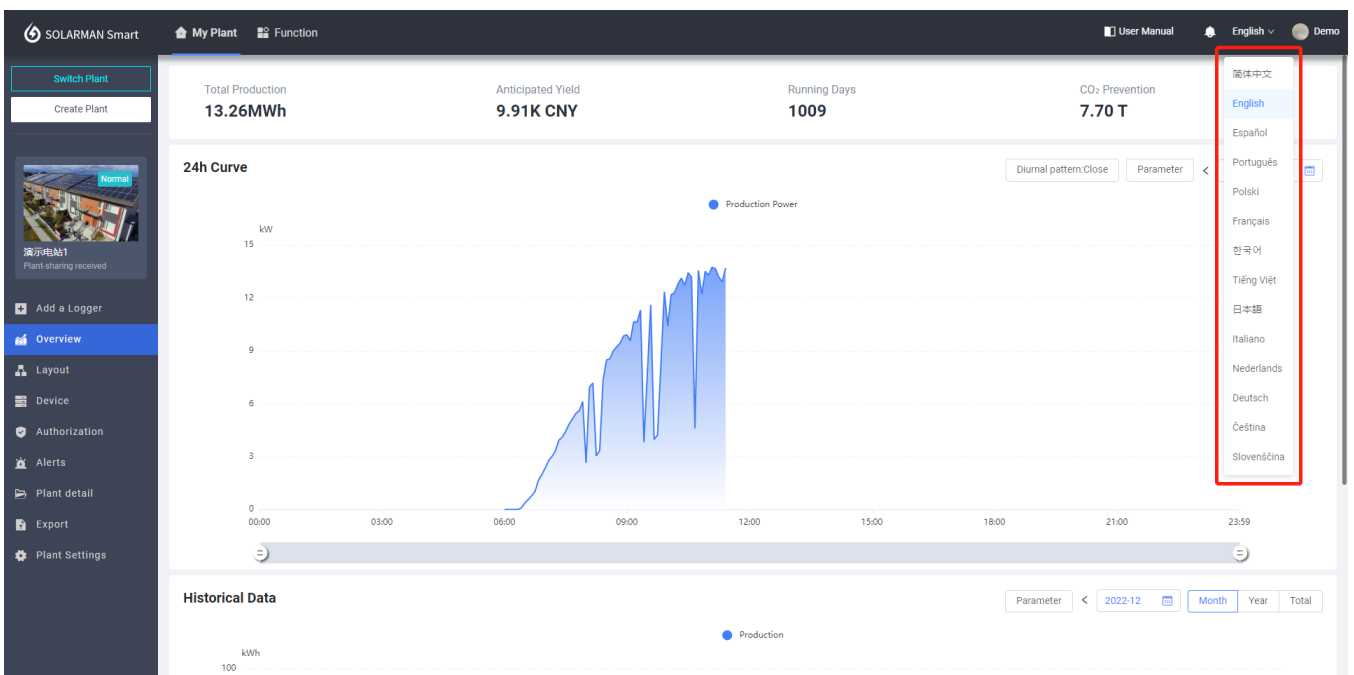 SOLARMAN Smart
My Plant
Function
User Manual
English
Demo
Switch Plant
Create Plant
Normal
演示电站1
Plant-sharing received
Add a Logger
Overview
Layout
Device
Authorization
Alerts
Plant detail
Export
Plant Settings
Total Production
13.26MWh
Anticipated Yield
9.91K CNY
Running Days
1009
CO₂ Prevention
7.70 T
简体中文
English
Español
Português
Polski
Français
한국어
Tiếng Việt
日本語
Italiano
Nederlands
Deutsch
Čeština
Slovenščina
24h Curve
Diurnal pattern:Close
Parameter
<
Production Power
kW
15
12
9
6
3
0
00:00 03:00 06:00 09:00 12:00 15:00 18:00 21:00 23:59
Historical Data
Parameter
<
2022-12
Month
Year
Total
Production
kWh
100